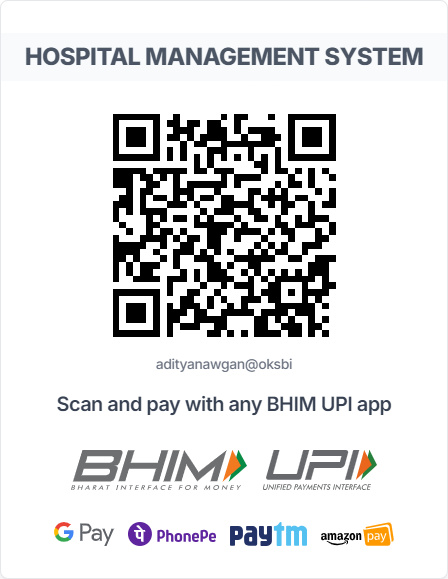 HOSPITAL MANAGEMENT SYSTEM
adityanawgan@oksbi
Scan and pay with any BHIM UPI app
BHIM UPI
BHARAT INTERFACE FOR MONEY UNIFIED PAYMENTS INTERFACE
G Pay PhonePe Paytm amazon pay